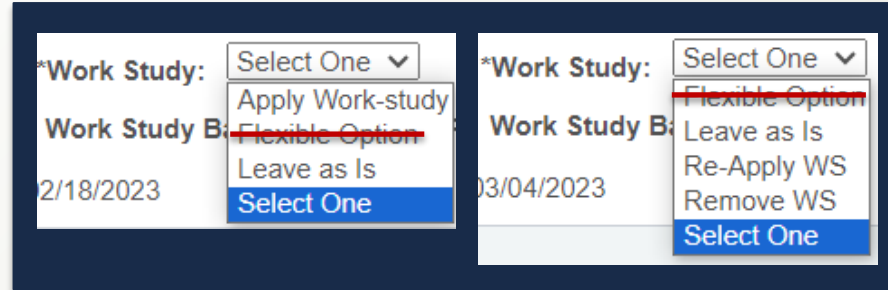 *Work Study: Select One
Apply Work-study
Work Study Ba Flexible Option
Leave as Is
02/18/2023
Select One
*Work Study: Select One
Flexible Option
Work Study Ba Leave as Is
Re-Apply WS
03/04/2023
Remove WS
Select One